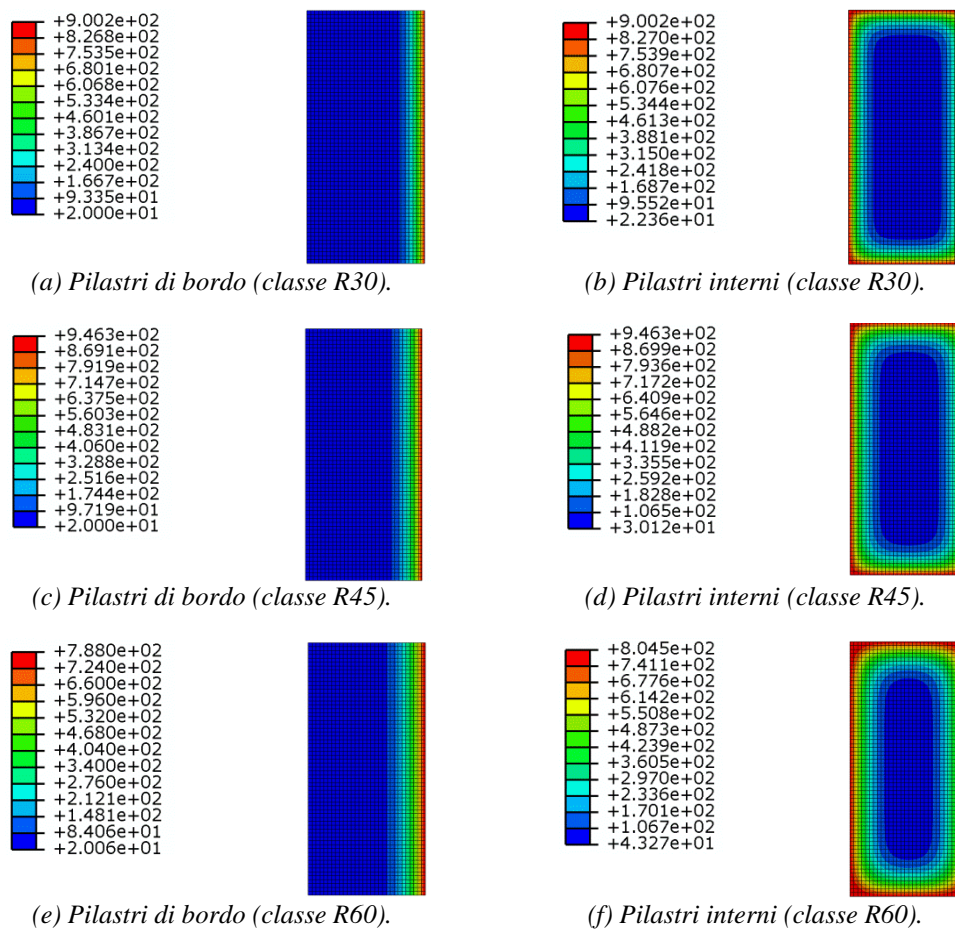 +9.002e+02
+8.268e+02
+7.535e+02
+6.801e+02
+6.068e+02
+5.334e+02
+4.601e+02
+3.867e+02
+3.134e+02
+2.400e+02
+1.667e+02
+9.335e+01
+2.000e+01
(a) Pilastri di bordo (classe R30).
+9.002e+02
+8.270e+02
+7.539e+02
+6.807e+02
+6.076e+02
+5.344e+02
+4.613e+02
+3.881e+02
+3.150e+02
+2.418e+02
+1.687e+02
+9.552e+01
+2.236e+01
(b) Pilastri interni (classe R30).
+9.463e+02
+8.691e+02
+7.919e+02
+7.147e+02
+6.375e+02
+5.603e+02
+4.831e+02
+4.060e+02
+3.288e+02
+2.516e+02
+1.744e+02
+9.719e+01
+2.000e+01
(c) Pilastri di bordo (classe R45).
+9.463e+02
+8.699e+02
+7.936e+02
+7.172e+02
+6.409e+02
+5.646e+02
+4.882e+02
+4.119e+02
+3.355e+02
+2.592e+02
+1.828e+02
+1.065e+02
+3.012e+01
(d) Pilastri interni (classe R45).
+7.880e+02
+7.240e+02
+6.600e+02
+5.960e+02
+5.320e+02
+4.680e+02
+4.040e+02
+3.400e+02
+2.760e+02
+2.121e+02
+1.481e+02
+8.406e+01
+2.006e+01
(e) Pilastri di bordo (classe R60).
+8.045e+02
+7.411e+02
+6.776e+02
+6.142e+02
+5.508e+02
+4.873e+02
+4.239e+02
+3.605e+02
+2.970e+02
+2.336e+02
+1.701e+02
+1.067e+02
+4.327e+01
(f) Pilastri interni (classe R60).